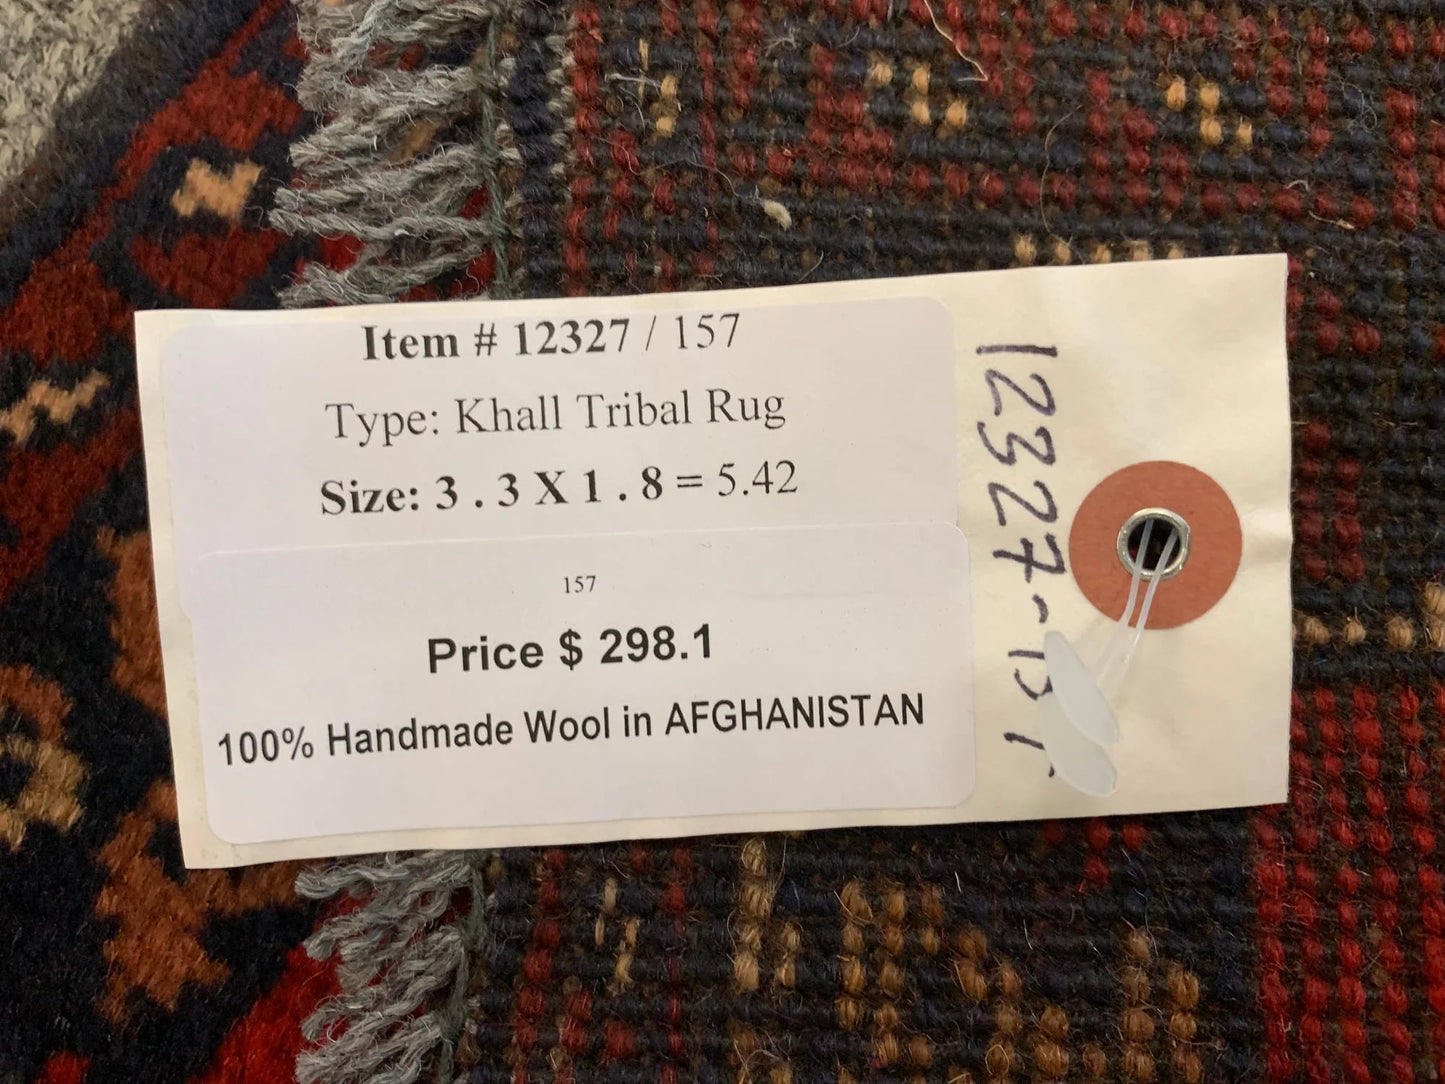 Item # 12327 / 157
Type: Khall Tribal Rug
Size: 3 . 3 X 1 . 8 = 5.42
157
Price $ 298.1
100% Handmade Wool in AFGHANISTAN
12327-